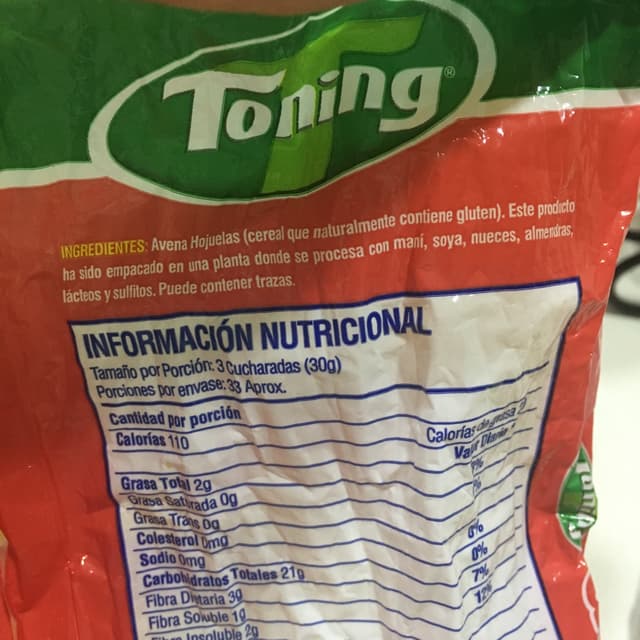 Toning®
INGREDIENTES: Avena Hojuelas (cereal que naturalmente contiene gluten). Este producto
ha sido empacado en una planta donde se procesa con maní, soya, nueces, almendras,
lácteos y sulfitos. Puede contener trazas.
INFORMACIÓN NUTRICIONAL
Tamaño por Porción: 3 Cucharadas (30g)
Porciones por envase: 33 Aprox.
Cantidad por porción
Calorías 110
Calorías de grasa
Valor Diario *
Grasa Total 2g
Grasa Saturada 0g
Grasa Trans 0g
Colesterol 0mg 0%
Sodio 0mg 0%
Carbohidratos Totales 21g 7%
Fibra Dietaria 3g 12%
Fibra Soluble 1g
Fibra Insoluble 2g